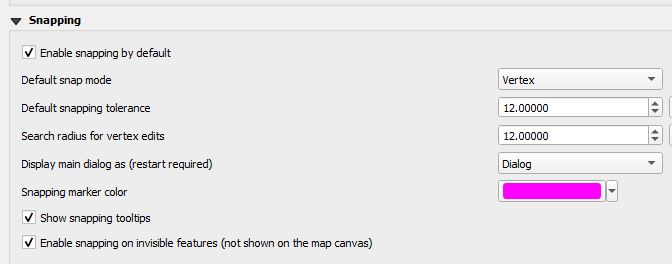 Snapping
Enable snapping by default
Default snap mode Vertex
Default snapping tolerance 12.00000
Search radius for vertex edits 12.00000
Display main dialog as (restart required) Dialog
Snapping marker color
Show snapping tooltips
Enable snapping on invisible features (not shown on the map canvas)